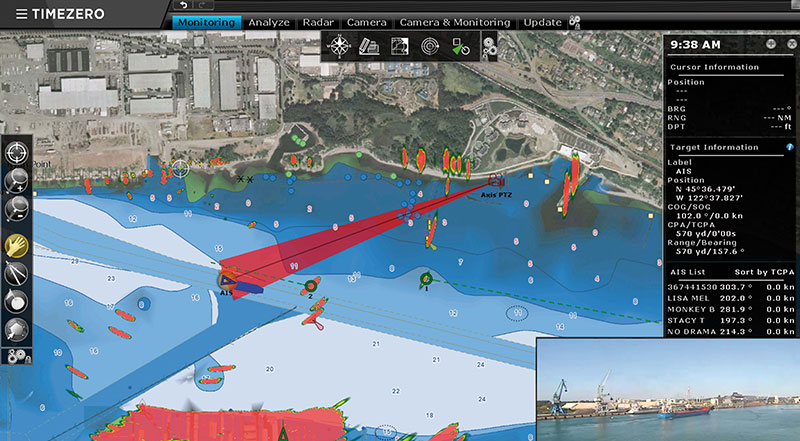 TIMEZERO
Monitoring Analyze Radar Camera Camera & Monitoring Update
9:38 AM
Cursor Information
Position
---
---
BRG --- °
RNG --- NM
DPT --- ft
Target Information
Label
AIS
Position
N 45°36.479'
W 122°37.827'
COG/SOG
102.0 °/0.0 kn
CPA/TCPA
570 yd/0'00s
Range/Bearing
570 yd/157.6 °
AIS List Sort by TCPA
367441530 303.7 ° 0.0 kn
LISA MEL 202.0 ° 0.0 kn
MONKEY B 281.9 ° 0.0 kn
STACY T 197.3 ° 0.0 kn
NO DRAMA 214.3 ° 0.0 kn
Point
Axis PTZ
AIS
2
1